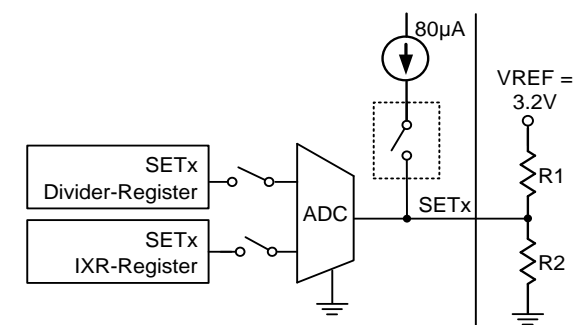 80µA
VREF =
3.2V
SETx
Divider-Register
ADC
SETx
R1
SETx
IXR-Register
R2